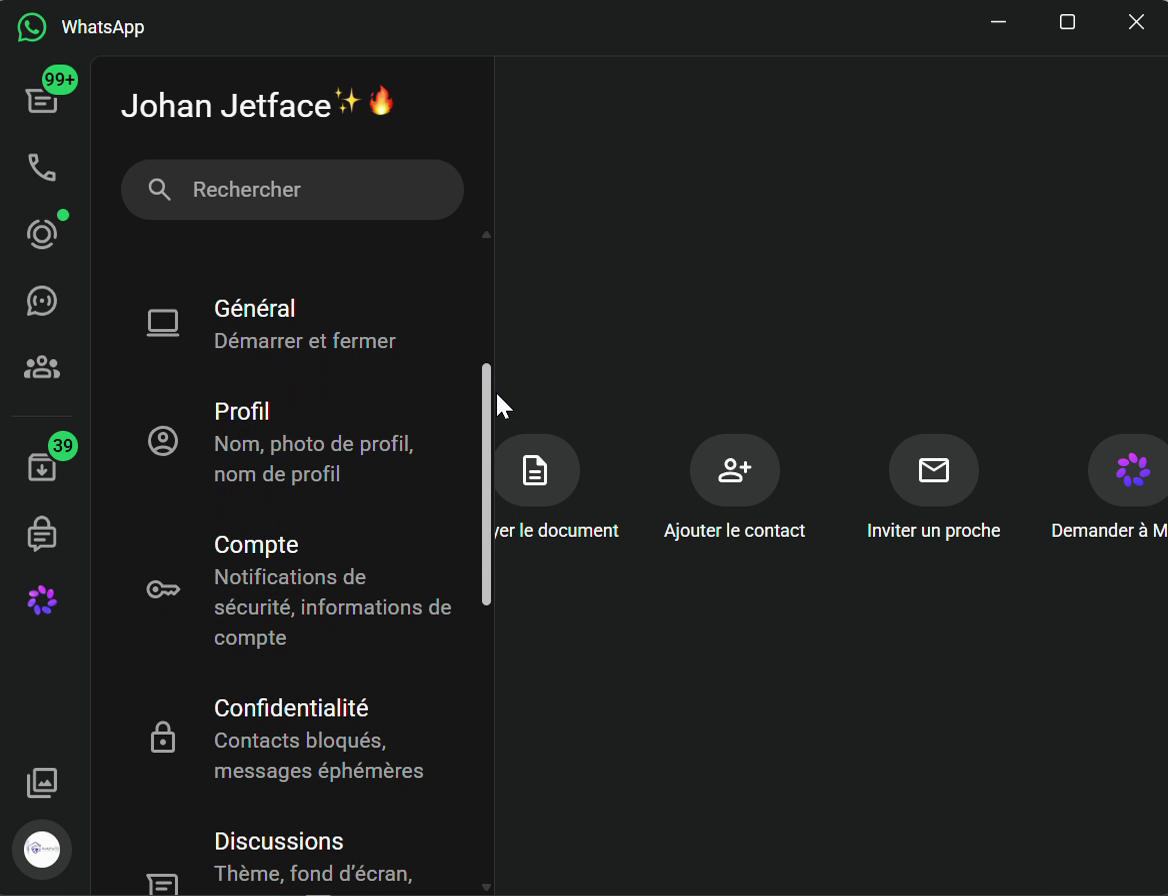 WhatsApp
99+
Johan Jetface✨🔥
Rechercher
Général
Démarrer et fermer
Profil
Nom, photo de profil,
nom de profil
Compte
Notifications de
sécurité, informations de
compte
Confidentialité
Contacts bloqués,
messages éphémères
Discussions
Thème, fond d’écran,
39
yer le document
Ajouter le contact
Inviter un proche
Demander à M